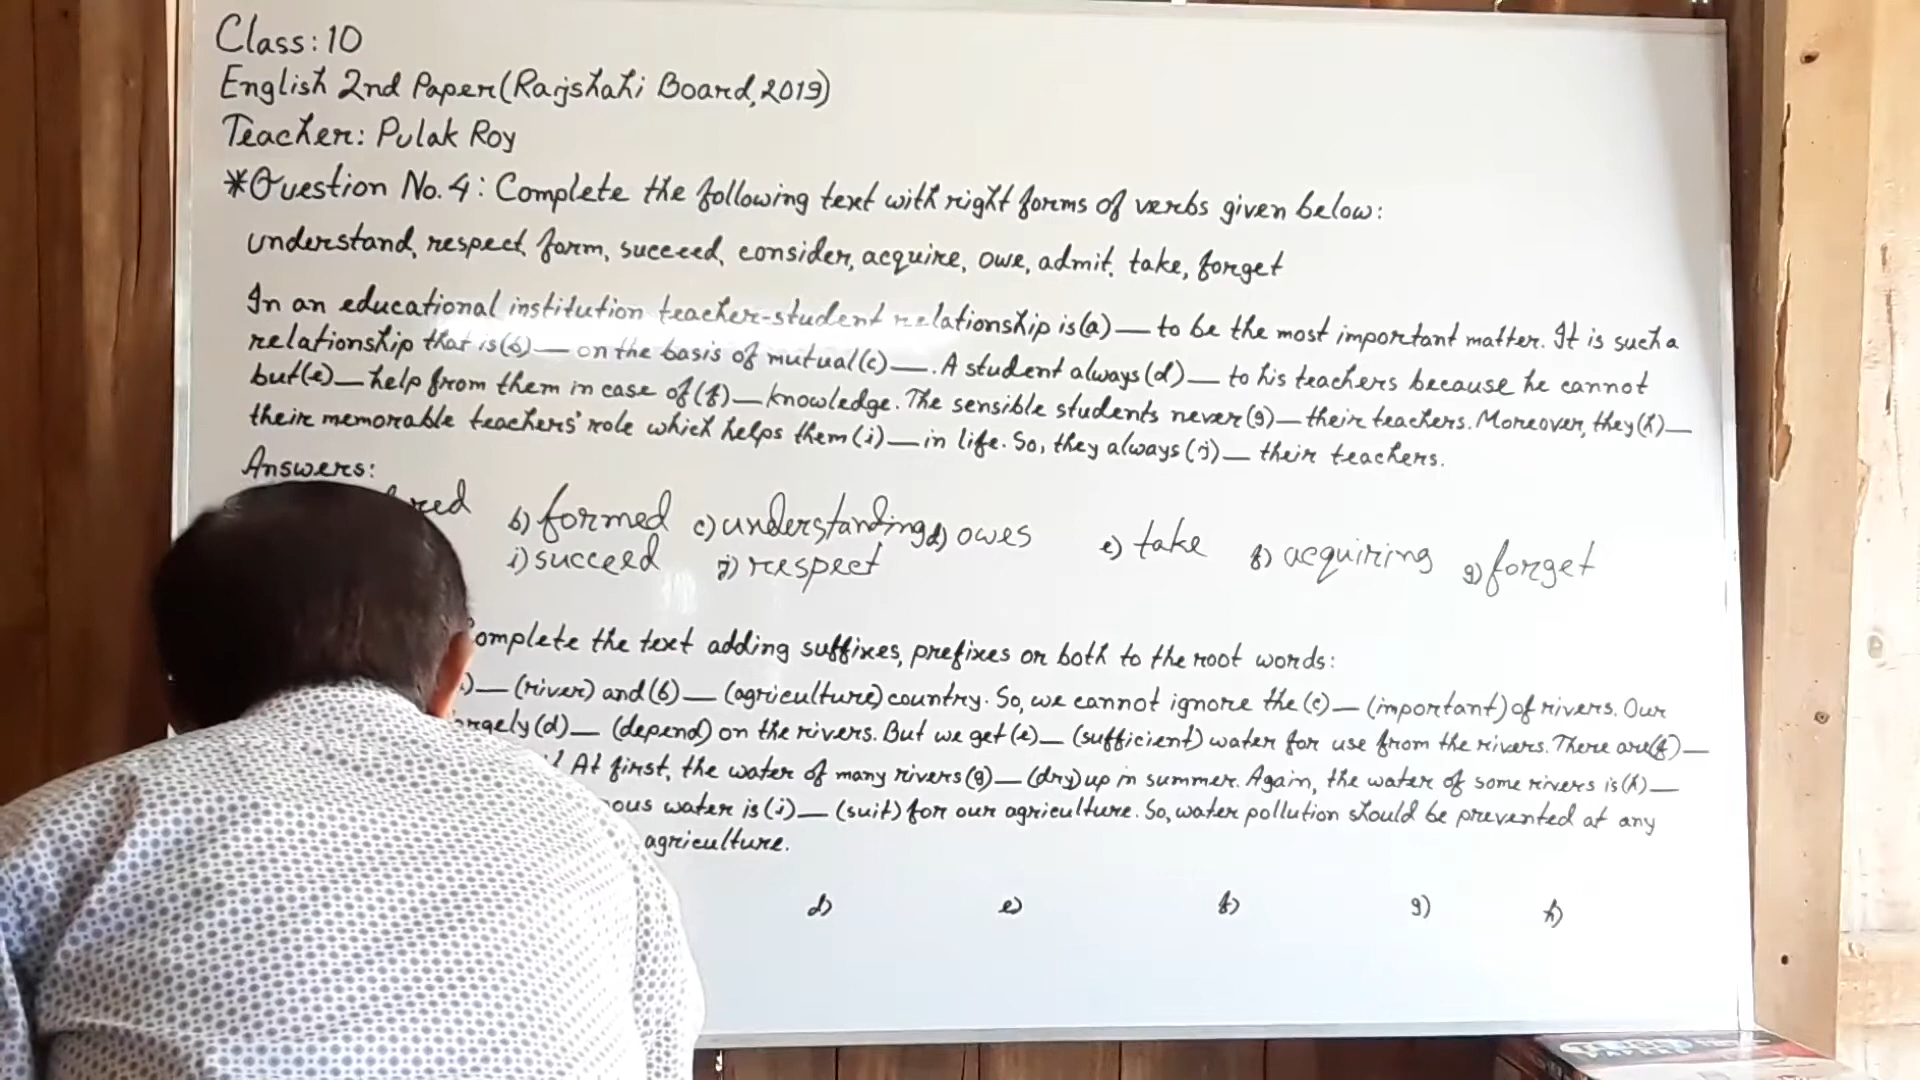 Class: 10
English 2nd Paper (Rajshahi Board, 2019)
Teacher: Pulak Roy
*Question No. 4: Complete the following text with right forms of verbs given below:
understand, respect, form, succeed, consider, acquire, owe, admit, take, forget
In an educational institution teacher-student relationship is (a) — to be the most important matter. It is such a
relationship that is (b) — on the basis of mutual (c) —. A student always (d) — to his teachers because he cannot
but (e) — help from them in case of (f) — knowledge. The sensible students never (g) — their teachers. Moreover, they (h) —
their memorable teachers' role which helps them (i) — in life. So, they always (j) — their teachers.
Answers:
b) formed c) understanding d) owes e) take f) acquiring g) forget
i) succeed j) respect
Complete the text adding suffixes, prefixes or both to the root words:
— (river) and (b) — (agriculture) country. So, we cannot ignore the (c) — (important) of rivers. Our
(d) — (depend) on the rivers. But we get (e) — (sufficient) water for use from the rivers. There are (f) —
At first, the water of many rivers (g) — (dry) up in summer. Again, the water of some rivers is (h) —
water is (i) — (suit) for our agriculture. So, water pollution should be prevented at any
agriculture.
d) e) f) g) h)